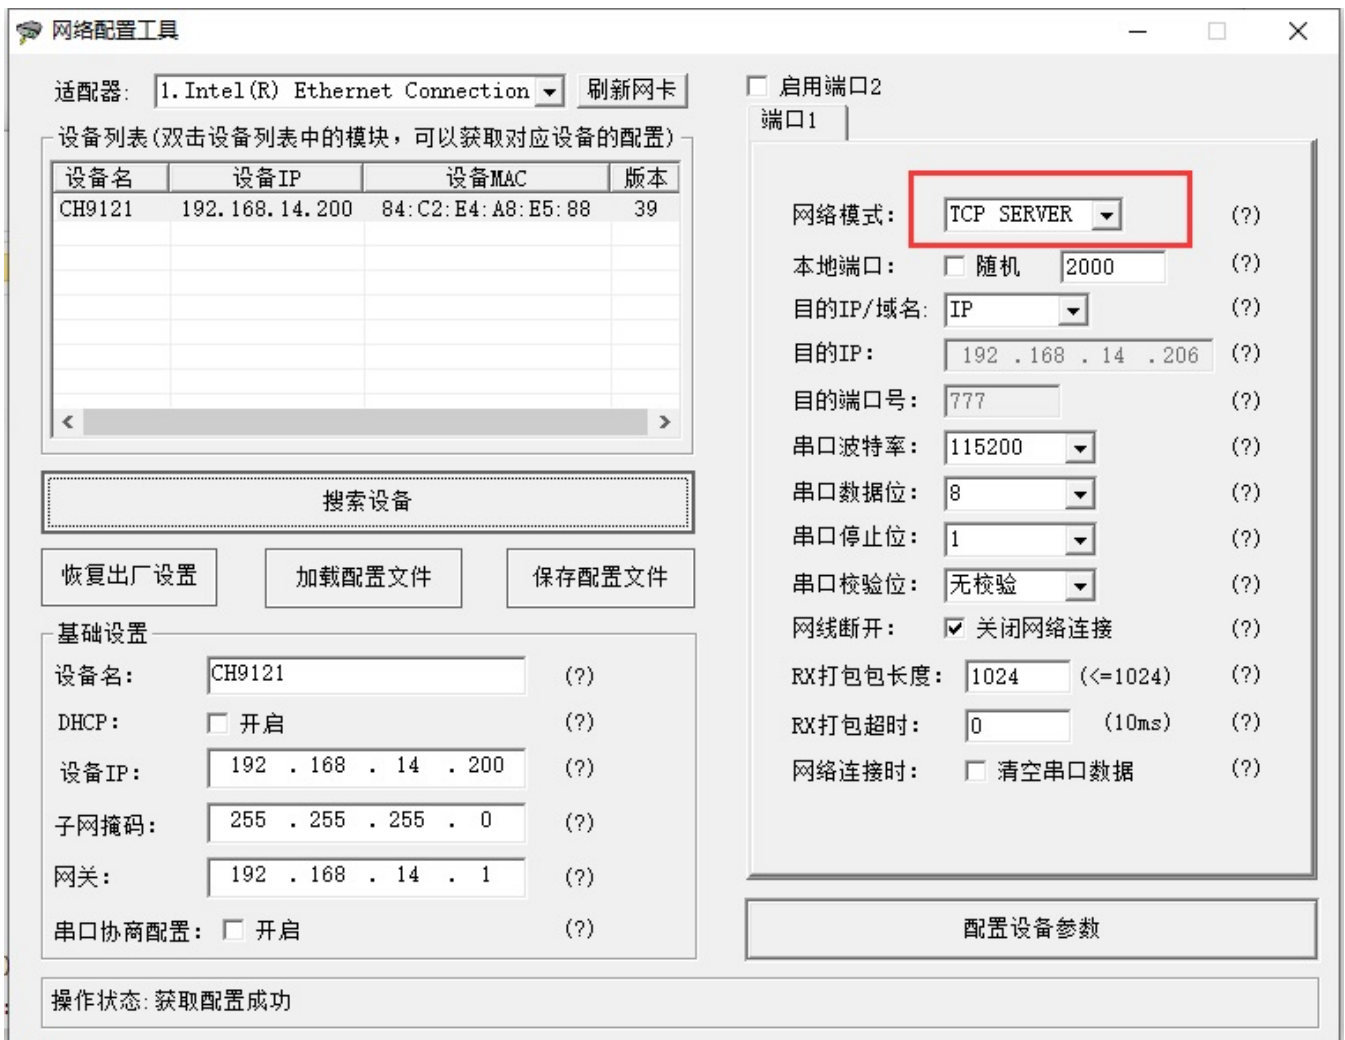 网络配置工具
适配器: 1.Intel(R) Ethernet Connection 刷新网卡
设备列表(双击设备列表中的模块，可以获取对应设备的配置)
设备名 设备IP 设备MAC 版本
CH9121 192.168.14.200 84:C2:E4:A8:E5:88 39
搜索设备
恢复出厂设置 加载配置文件 保存配置文件
基础设置
设备名: CH9121 (?)
DHCP: 开启 (?)
设备IP: 192 . 168 . 14 . 200 (?)
子网掩码: 255 . 255 . 255 . 0 (?)
网关: 192 . 168 . 14 . 1 (?)
串口协商配置: 开启 (?)
启用端口2
端口1
网络模式: TCP SERVER (?)
本地端口: 随机 2000 (?)
目的IP/域名: IP (?)
目的IP: 192 . 168 . 14 . 206 (?)
目的端口号: 777 (?)
串口波特率: 115200 (?)
串口数据位: 8 (?)
串口停止位: 1 (?)
串口校验位: 无校验 (?)
网线断开: 关闭网络连接 (?)
RX打包包长度: 1024 (<=1024) (?)
RX打包超时: 0 (10ms) (?)
网络连接时: 清空串口数据 (?)
配置设备参数
操作状态:获取配置成功